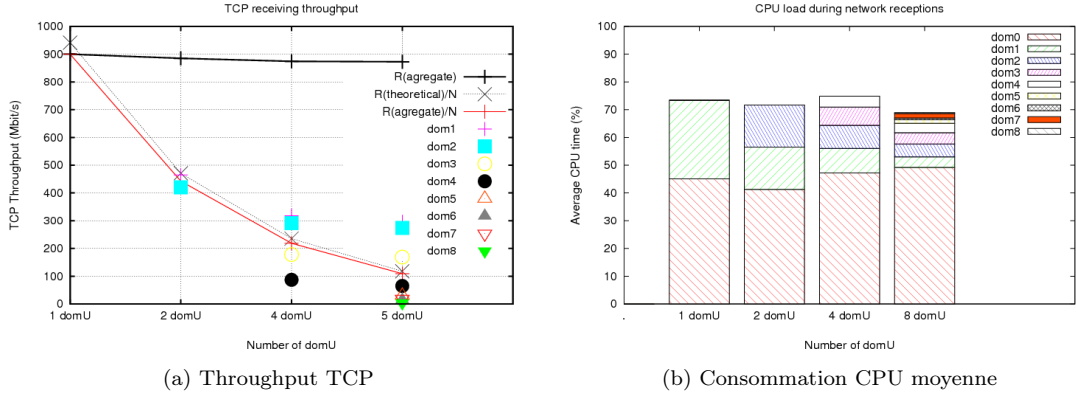 TCP receiving throughput
TCP Throughput (Mbit/s)
1000
900
800
700
600
500
400
300
200
100
0
1 domU
2 domU
4 domU
5 domU
Number of domU
R(agregate)
R(theoretical)/N
R(agregate)/N
dom1
dom2
dom3
dom4
dom5
dom6
dom7
dom8
(a) Throughput TCP
CPU load during network receptions
Average CPU time (%)
100
90
80
70
60
50
40
30
20
10
0
.
1 domU
2 domU
4 domU
8 domU
Number of domU
dom0
dom1
dom2
dom3
dom4
dom5
dom6
dom7
dom8
(b) Consommation CPU moyenne